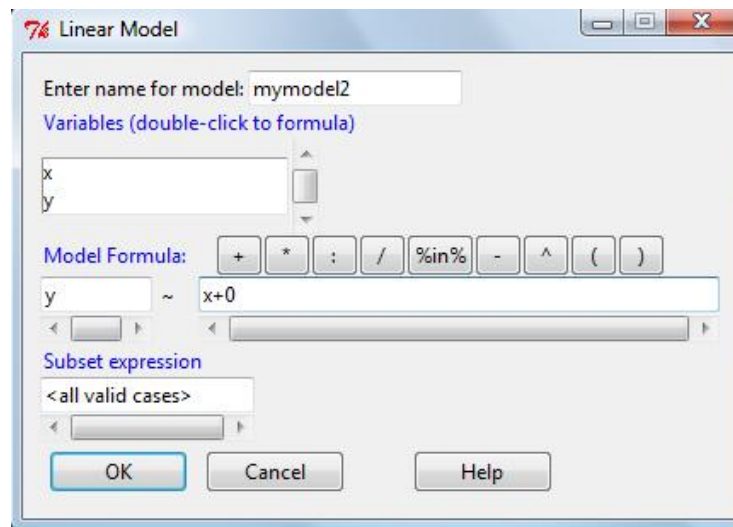 Linear Model
Enter name for model: mymodel2
Variables (double-click to formula)
x
y
Model Formula: + * : / %in% - ^ ( )
y ~ x+0
Subset expression
<all valid cases>
OK Cancel Help